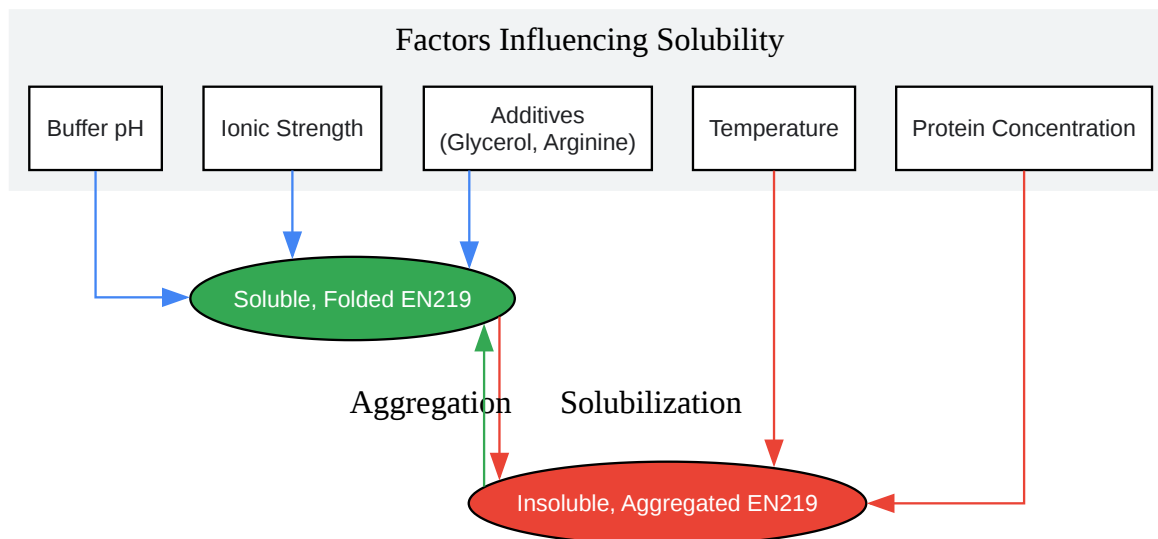 Factors Influencing Solubility
Buffer pH
Ionic Strength
Additives
(Glycerol, Arginine)
Temperature
Protein Concentration
Soluble, Folded EN219
Aggregation
Solubilization
Insoluble, Aggregated EN219